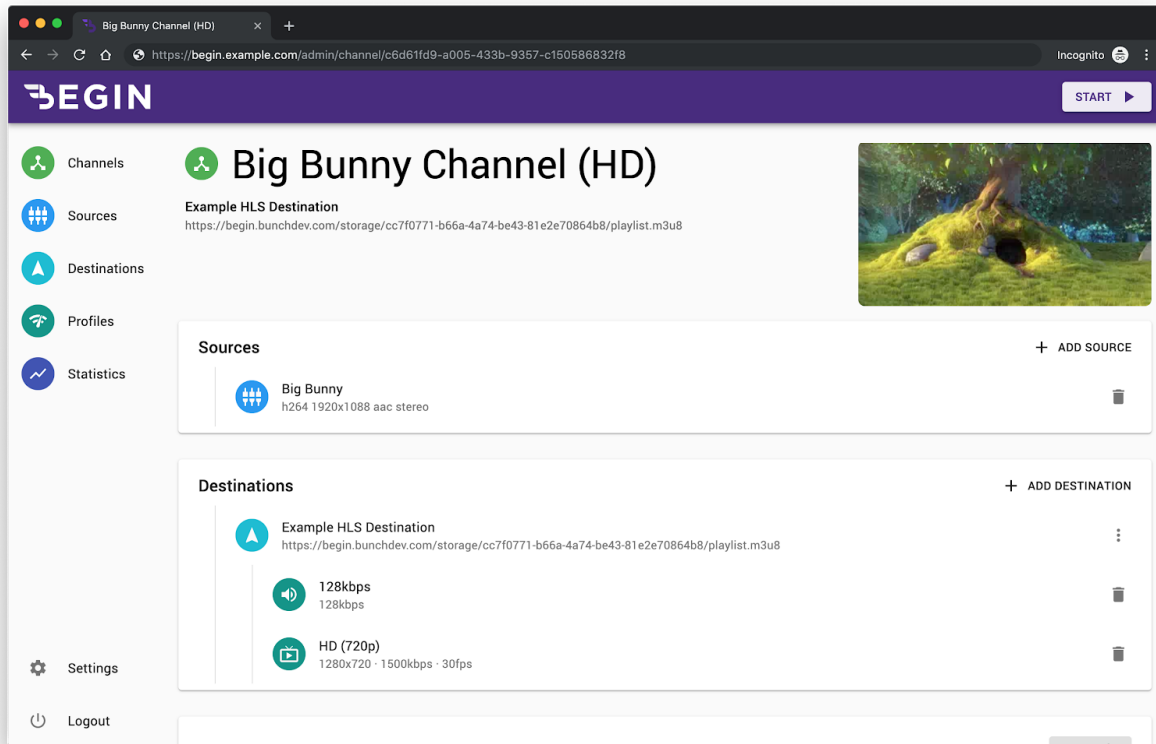 Big Bunny Channel (HD)
https://begin.example.com/admin/channel/c6d61fd9-a005-433b-9357-c150586832f8
Incognito
BEGIN
START
Channels
Sources
Destinations
Profiles
Statistics
Settings
Logout
Big Bunny Channel (HD)
Example HLS Destination
https://begin.bunchdev.com/storage/cc7f0771-b66a-4a74-be43-81e2e70864b8/playlist.m3u8
Sources
ADD SOURCE
Big Bunny
h264 1920x1088 aac stereo
Destinations
ADD DESTINATION
Example HLS Destination
https://begin.bunchdev.com/storage/cc7f0771-b66a-4a74-be43-81e2e70864b8/playlist.m3u8
128kbps
128kbps
HD (720p)
1280x720 · 1500kbps · 30fps